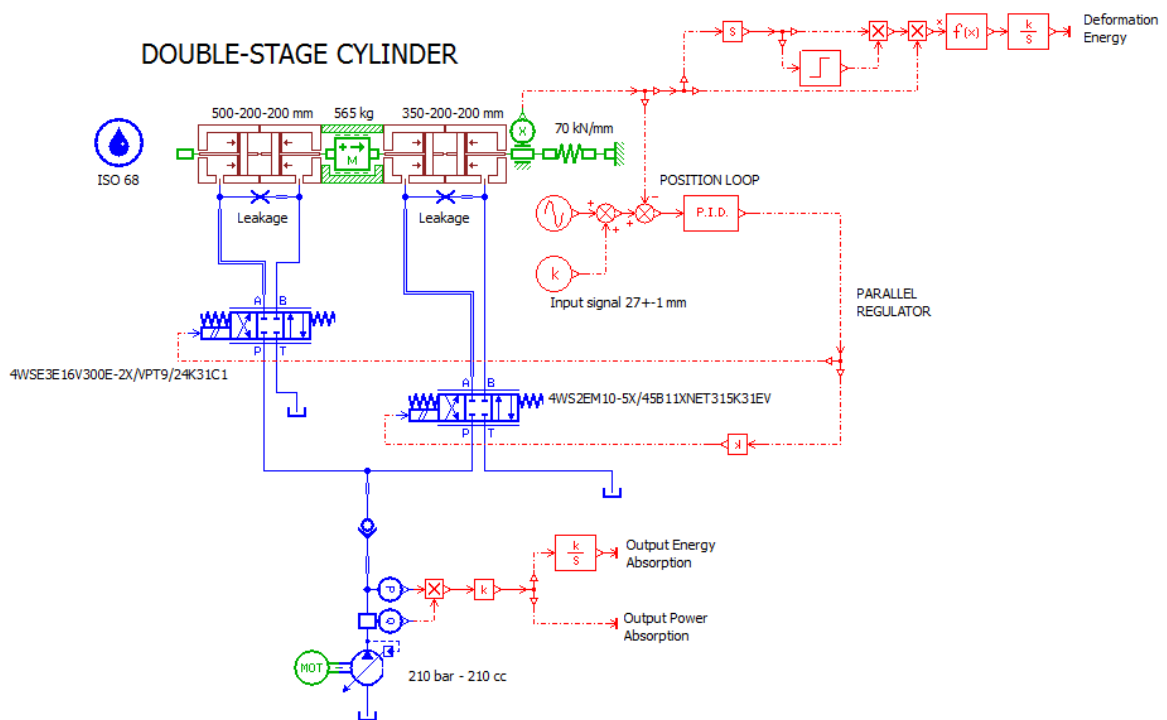 DOUBLE-STAGE CYLINDER
Deformation
Energy
s
f(x)
k
S
x
500-200-200 mm
565 kg
350-200-200 mm
70 kN/mm
X
M
ISO 68
Leakage
Leakage
POSITION LOOP
P.I.D.
+
+
+
-
k
Input signal 27+-1 mm
PARALLEL
REGULATOR
A B
P T
4WSE3E16V300E-2X/VPT9/24K31C1
A B
P T
4WS2EM10-5X/45B11XNET315K31EV
k
k
S
Output Energy
Absorption
P
k
Q
Output Power
Absorption
MOT
210 bar - 210 cc